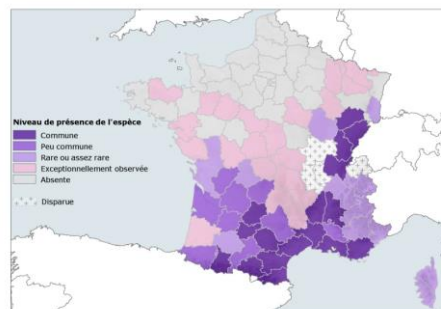 Niveau de présence de l'espèce
Commune
Peu commune
Rare ou assez rare
Exceptionnellement observée
Absente
Disparue